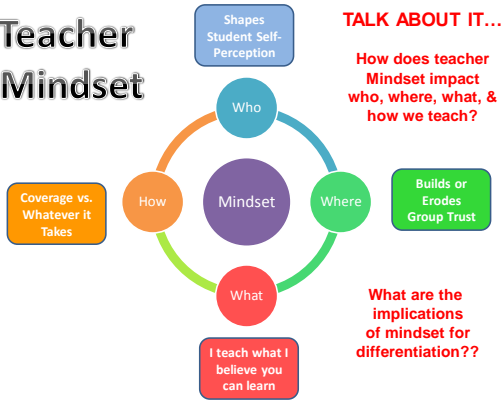 Teacher
Mindset
Shapes
Student Self-
Perception
TALK ABOUT IT…
How does teacher
Mindset impact
who, where, what, &
how we teach?
Who
Coverage vs.
Whatever it
Takes
How
Mindset
Where
Builds or
Erodes
Group Trust
What
I teach what I
believe you
can learn
What are the
implications
of mindset for
differentiation??